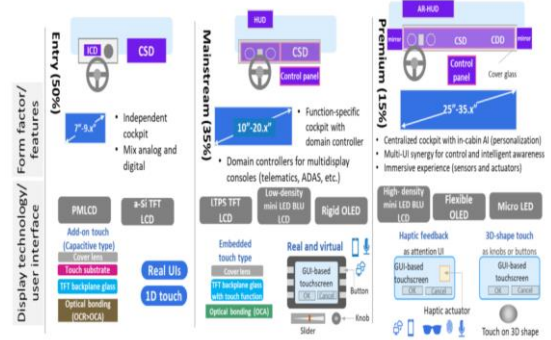 Form factor/
features
Display technology/
user interface
Entry (50%)
ICD
CSD
7"-9.x"
• Independent
cockpit
• Mix analog and
digital
PMLCD
a-Si TFT
LCD
Add-on touch
(Capacitive type)
Cover lens
Touch substrate
TFT backplane glass
Optical bonding
(OCR>OCA)
Real UIs
1D touch
Mainstream (35%)
HUD
CSD
Control panel
10"-20.x"
• Function-specific
cockpit with
domain controller
• Domain controllers for multidisplay
consoles (telematics, ADAS, etc.)
LTPS TFT
LCD
Low-density
mini LED BLU
LCD
Rigid OLED
Embedded
touch type
Cover lens
TFT backplane glass
with touch function
Optical bonding (OCA)
Real and virtual
GUI-based
touchscreen
OK Cancel
Button
Knob
Slider
Premium (15%)
AR-HUD
mirror
CSD
CDD
mirror
Control
panel
Cover glass
25"-35.x"
• Centralized cockpit with in-cabin AI (personalization)
• Multi-UI synergy for control and intelligent awareness
• Immersive experience (sensors and actuators)
High- density
mini LED BLU
LCD
Flexible
OLED
Micro LED
Haptic feedback
as attention UI
GUI-based
touchscreen
OK Cancel
Haptic actuator
3D-shape touch
as knobs or buttons
GUI-based
touchscreen
OK Cancel
Touch on 3D shape